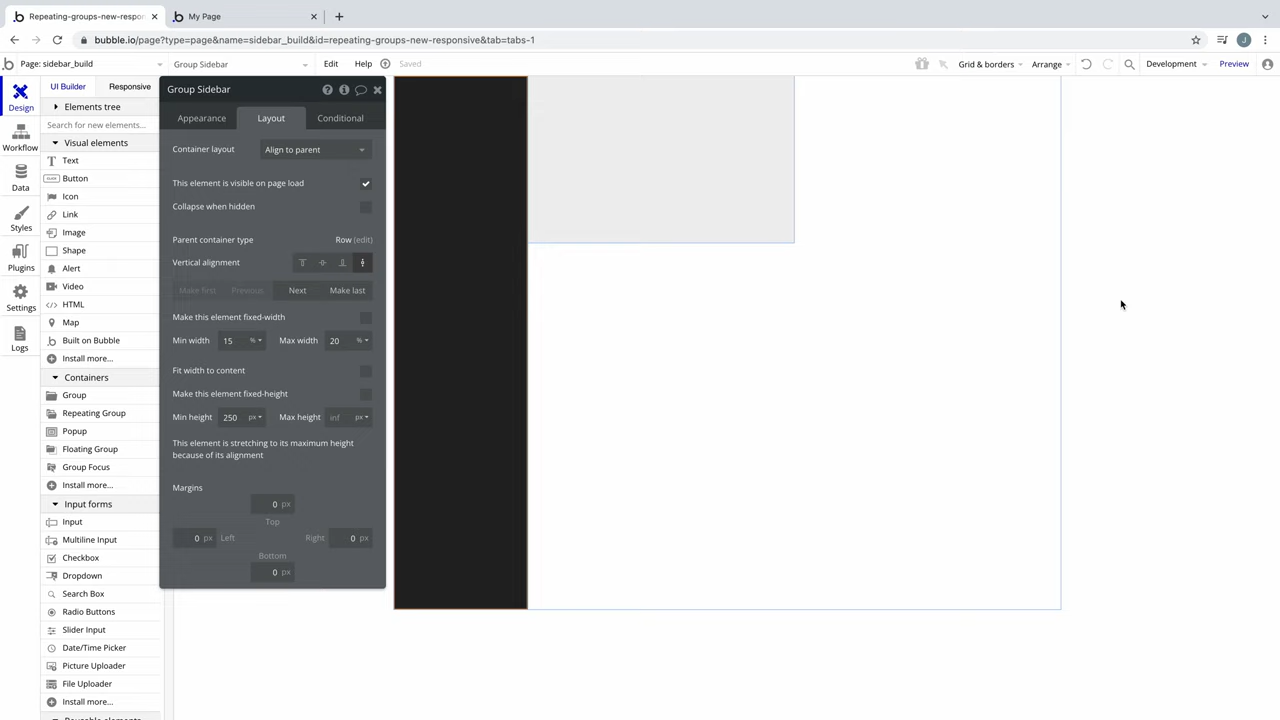 Repeating-groups-new-respor
My Page
bubble.io/page?type=page&name=sidebar_build&id=repeating-groups-new-responsive&tab=tabs-1
J
Page: sidebar_build
Group Sidebar
Edit
Help
Saved
Grid & borders
Arrange
Development
Preview
Design
Workflow
Data
Styles
Plugins
Settings
Logs
UI Builder
Responsive
Elements tree
Search for new elements...
Visual elements
Text
Button
Icon
Link
Image
Shape
Alert
Video
HTML
Map
Built on Bubble
Install more...
Containers
Group
Repeating Group
Popup
Floating Group
Group Focus
Install more...
Input forms
Input
Multiline Input
Checkbox
Dropdown
Search Box
Radio Buttons
Slider Input
Date/Time Picker
Picture Uploader
File Uploader
Install more...
Group Sidebar
Appearance
Layout
Conditional
Container layout
Align to parent
This element is visible on page load
Collapse when hidden
Parent container type
Row (edit)
Vertical alignment
Make first
Previous
Next
Make last
Make this element fixed-width
Min width 15 %
Max width 20 %
Fit width to content
Make this element fixed-height
Min height 250 px
Max height inf px
This element is stretching to its maximum height
because of its alignment
Margins
0 px
Top
0 px Left
Right 0 px
Bottom
0 px